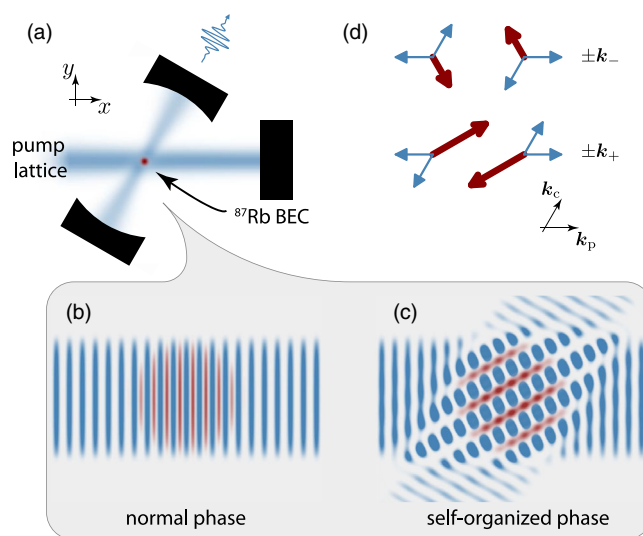 (a)
y
x
pump
lattice
⁸⁷Rb BEC
(d)
±k₋
±k₊
k_c
k_p
(b)
(c)
normal phase
self-organized phase